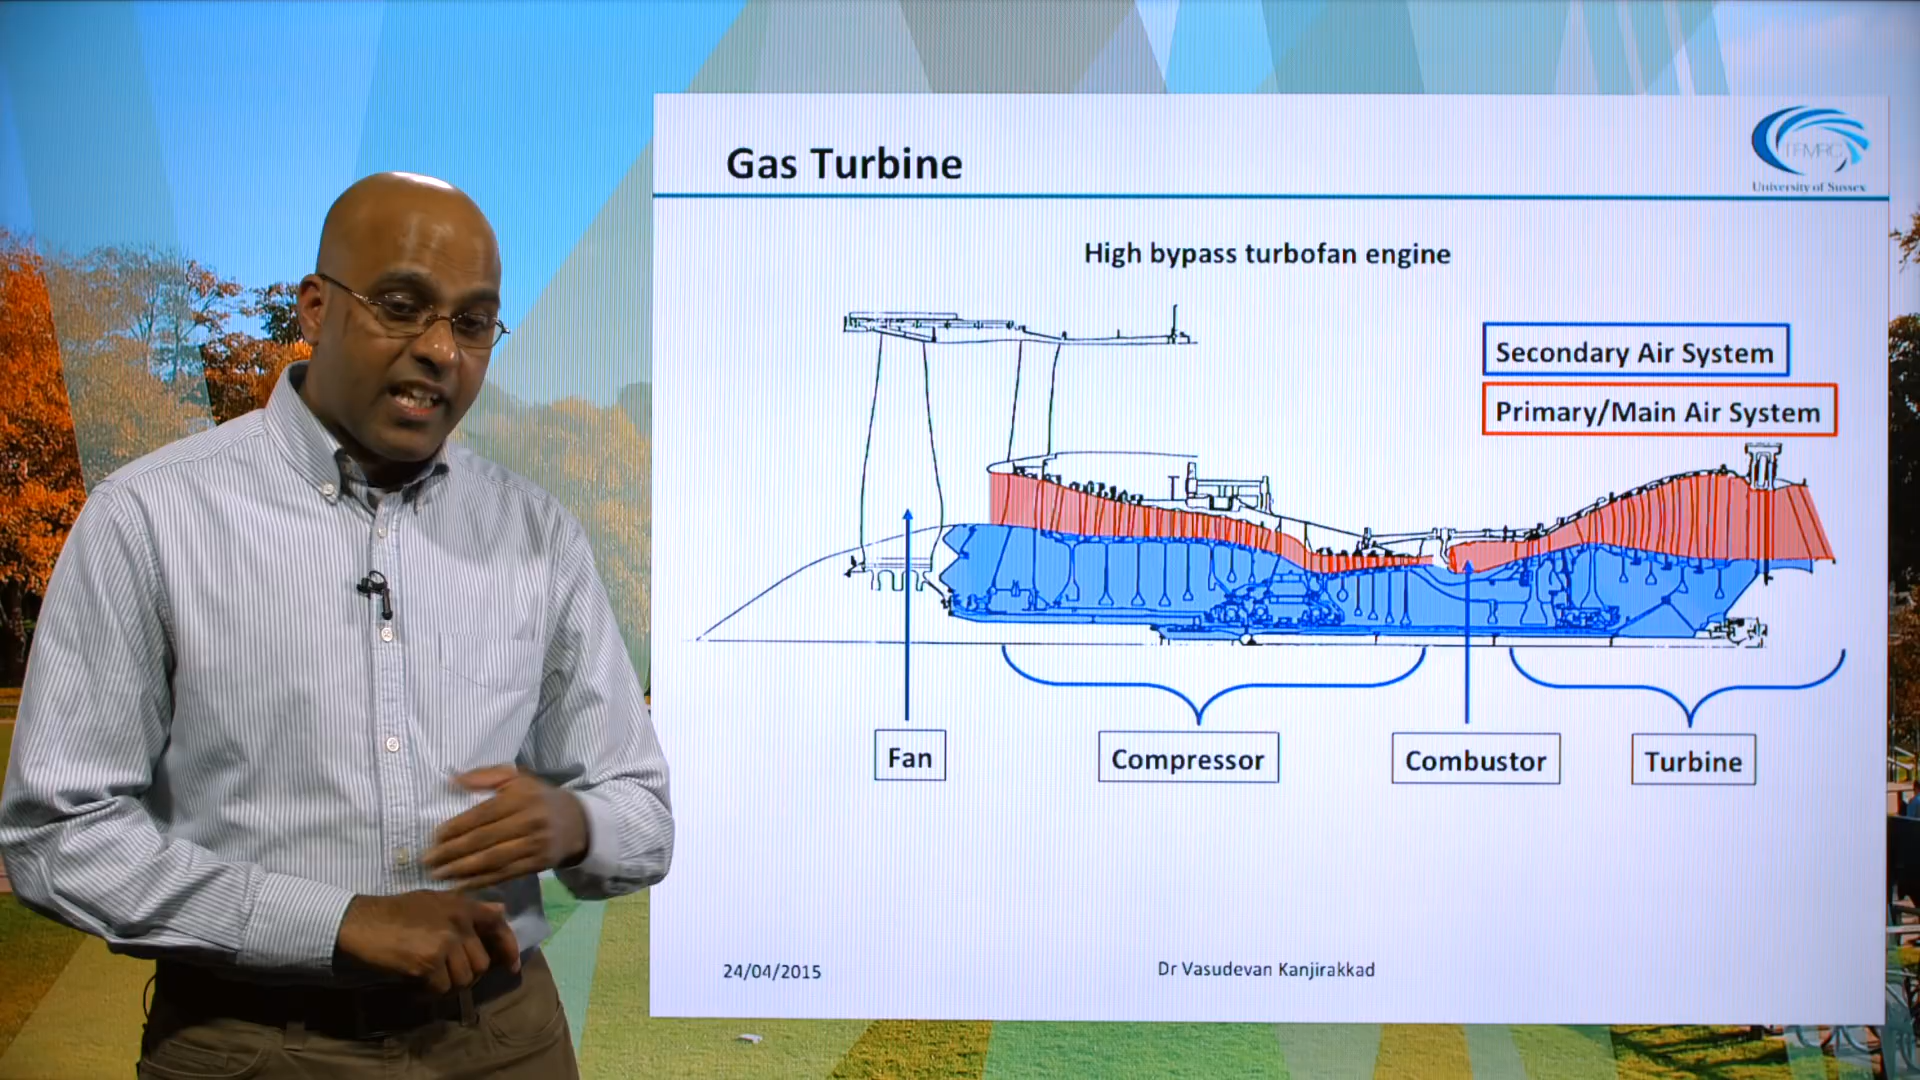 Gas Turbine
TFMRC
University of Sussex
High bypass turbofan engine
Secondary Air System
Primary/Main Air System
Fan
Compressor
Combustor
Turbine
24/04/2015
Dr Vasudevan Kanjirakkad